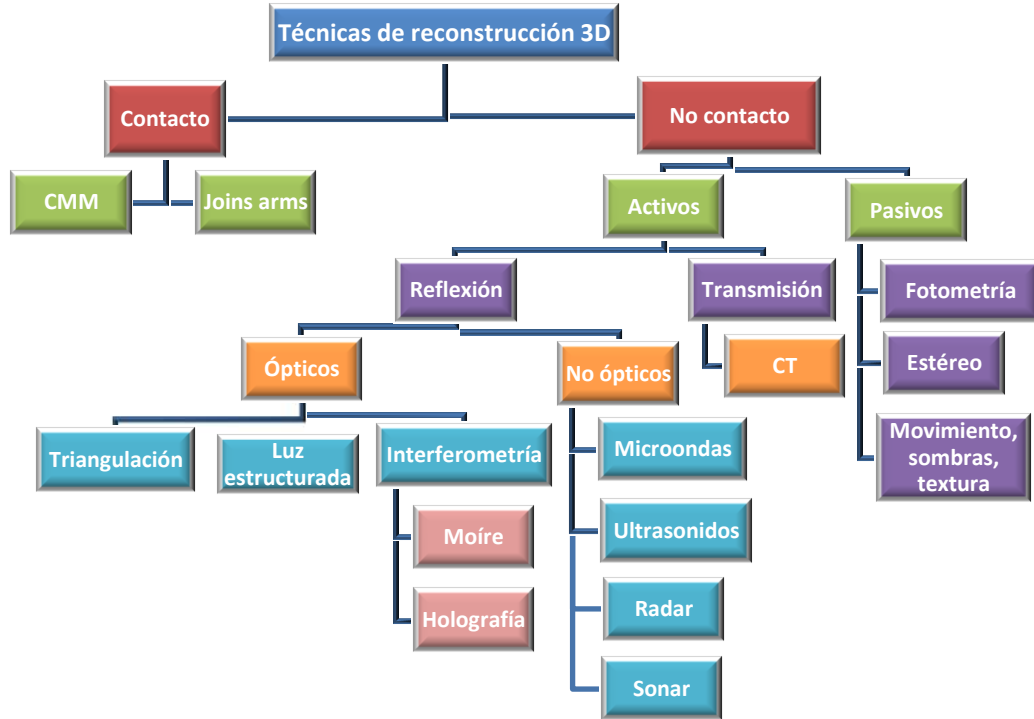 Técnicas de reconstrucción 3D
Contacto
No contacto
CMM
Joins arms
Activos
Pasivos
Reflexión
Transmisión
Fotometría
Ópticos
No ópticos
CT
Estéreo
Triangulación
Luz
estructurada
Interferometría
Microondas
Movimiento,
sombras,
textura
Moíre
Ultrasonidos
Holografía
Radar
Sonar